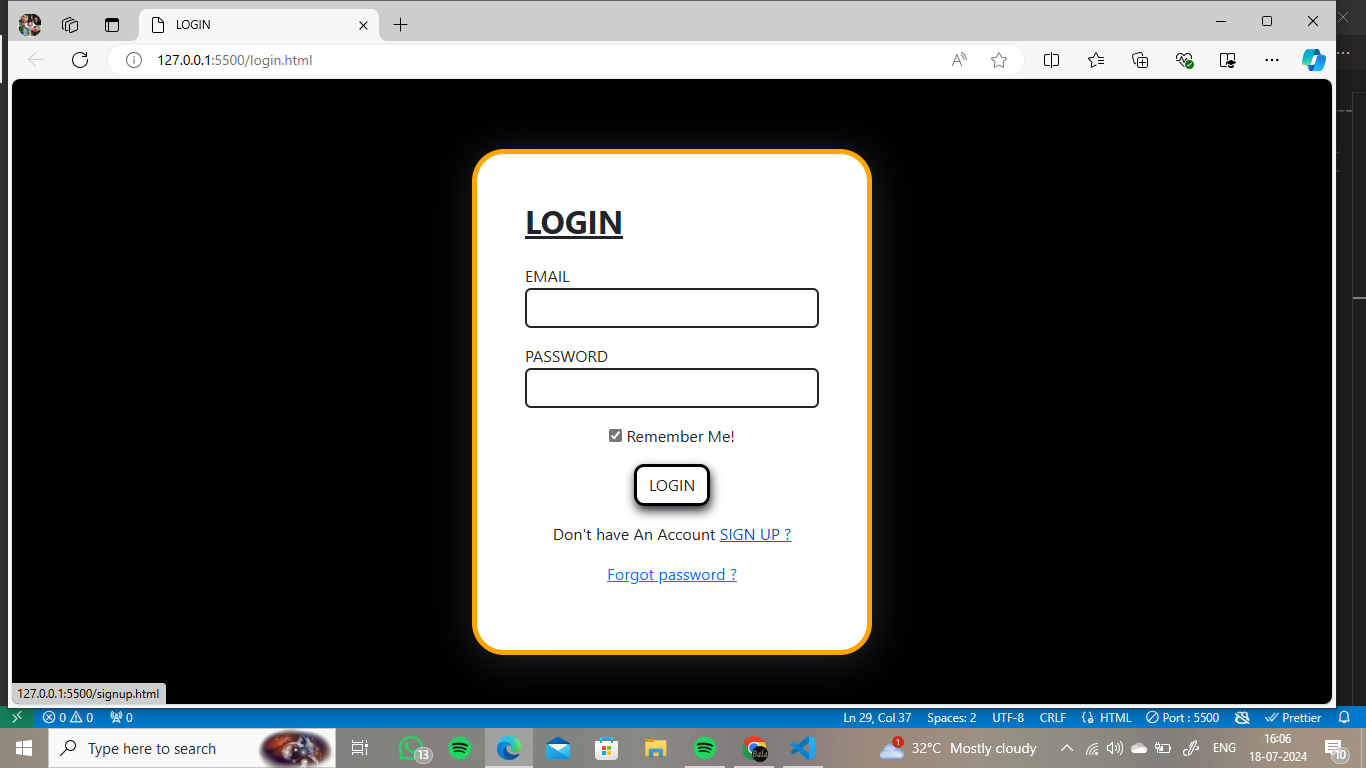 LOGIN
127.0.0.1:5500/login.html
LOGIN
EMAIL
PASSWORD
Remember Me!
LOGIN
Don't have An Account SIGN UP ?
Forgot password ?
127.0.0.1:5500/signup.html
0 0 0 Ln 29, Col 37 Spaces: 2 UTF-8 CRLF HTML Port : 5500 Prettier
Type here to search 13 1 32°C Mostly cloudy ENG 16:06
18-07-2024 10
Bala